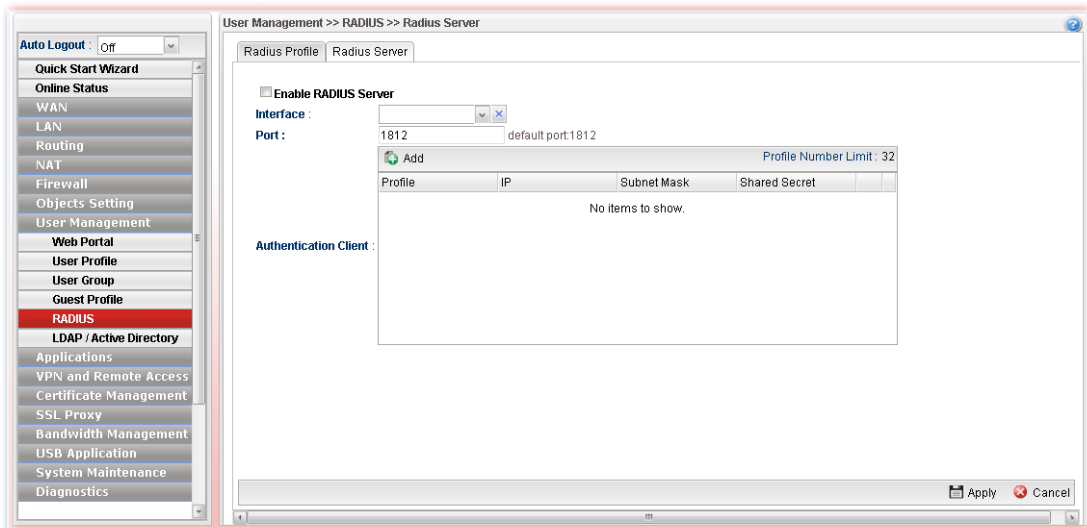 User Management >> RADIUS >> Radius Server
Auto Logout : Off
Quick Start Wizard
Online Status
WAN
LAN
Routing
NAT
Firewall
Objects Setting
User Management
Web Portal
User Profile
User Group
Guest Profile
RADIUS
LDAP / Active Directory
Applications
VPN and Remote Access
Certificate Management
SSL Proxy
Bandwidth Management
USB Application
System Maintenance
Diagnostics
Radius Profile Radius Server
Enable RADIUS Server
Interface :
Port : 1812 default port:1812
Add Profile Number Limit : 32
Profile IP Subnet Mask Shared Secret
No items to show.
Authentication Client :
Apply Cancel